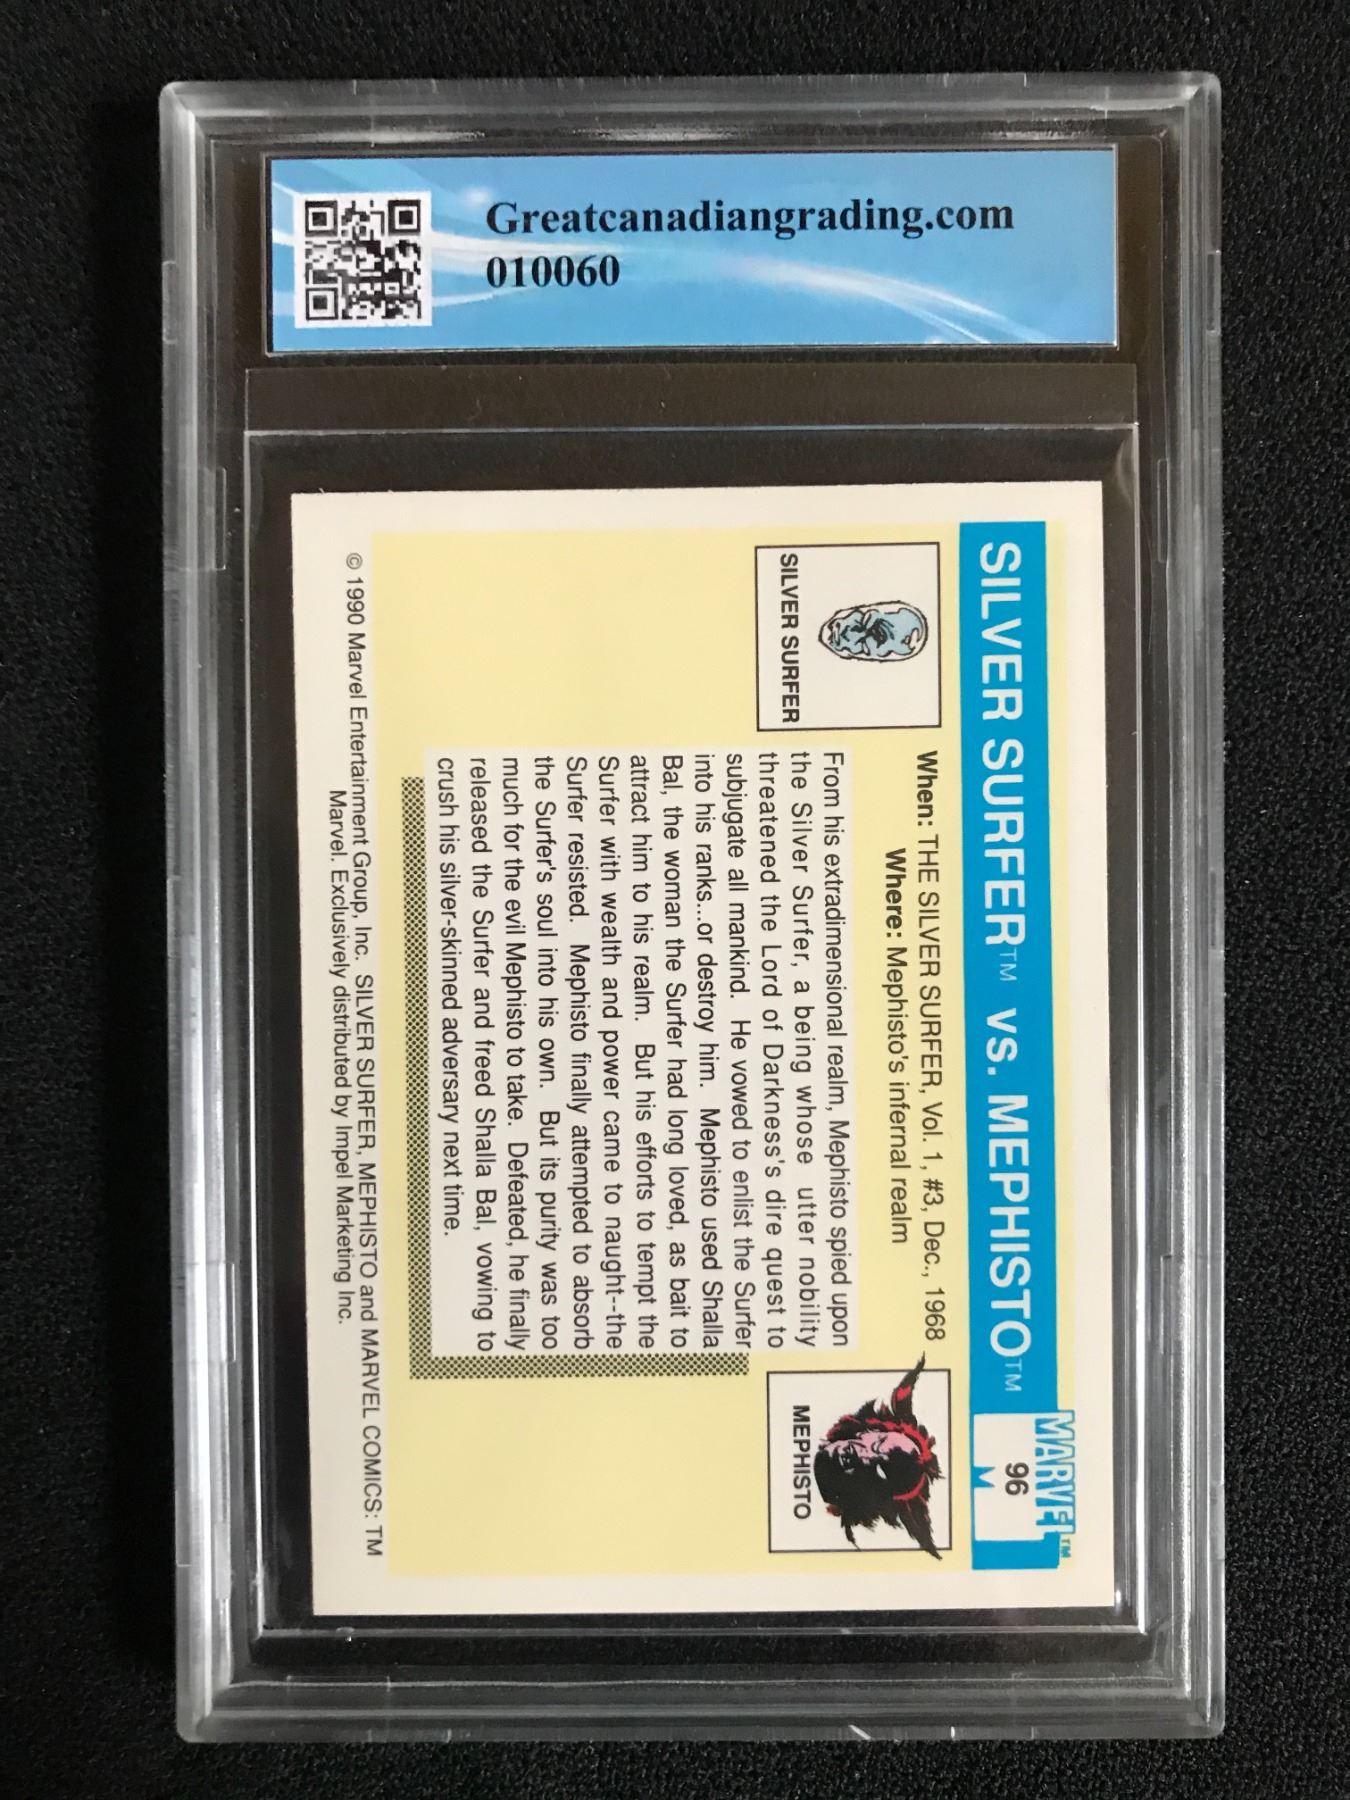 Greatcanadiangrading.com
010060
SILVER SURFER™ vs. MEPHISTO™
MARVEL™
96
M
SILVER SURFER
When: THE SILVER SURFER, Vol. 1, #3, Dec., 1968
Where: Mephisto's infernal realm
From his extradimensional realm, Mephisto spied upon
the Silver Surfer, a being whose utter nobility
threatened the Lord of Darkness's dire quest to
subjugate all mankind. He vowed to enlist the Surfer
into his ranks...or destroy him. Mephisto used Shalla
Bal, the woman the Surfer had long loved, as bait to
attract him to his realm. But his efforts to tempt the
Surfer with wealth and power came to naught--the
Surfer resisted. Mephisto finally attempted to absorb
the Surfer's soul into his own. But its purity was too
much for the evil Mephisto to take. Defeated, he finally
released the Surfer and freed Shalla Bal, vowing to
crush his silver-skinned adversary next time.
MEPHISTO
© 1990 Marvel Entertainment Group, Inc. SILVER SURFER, MEPHISTO and MARVEL COMICS: TM
Marvel. Exclusively distributed by Impel Marketing Inc.